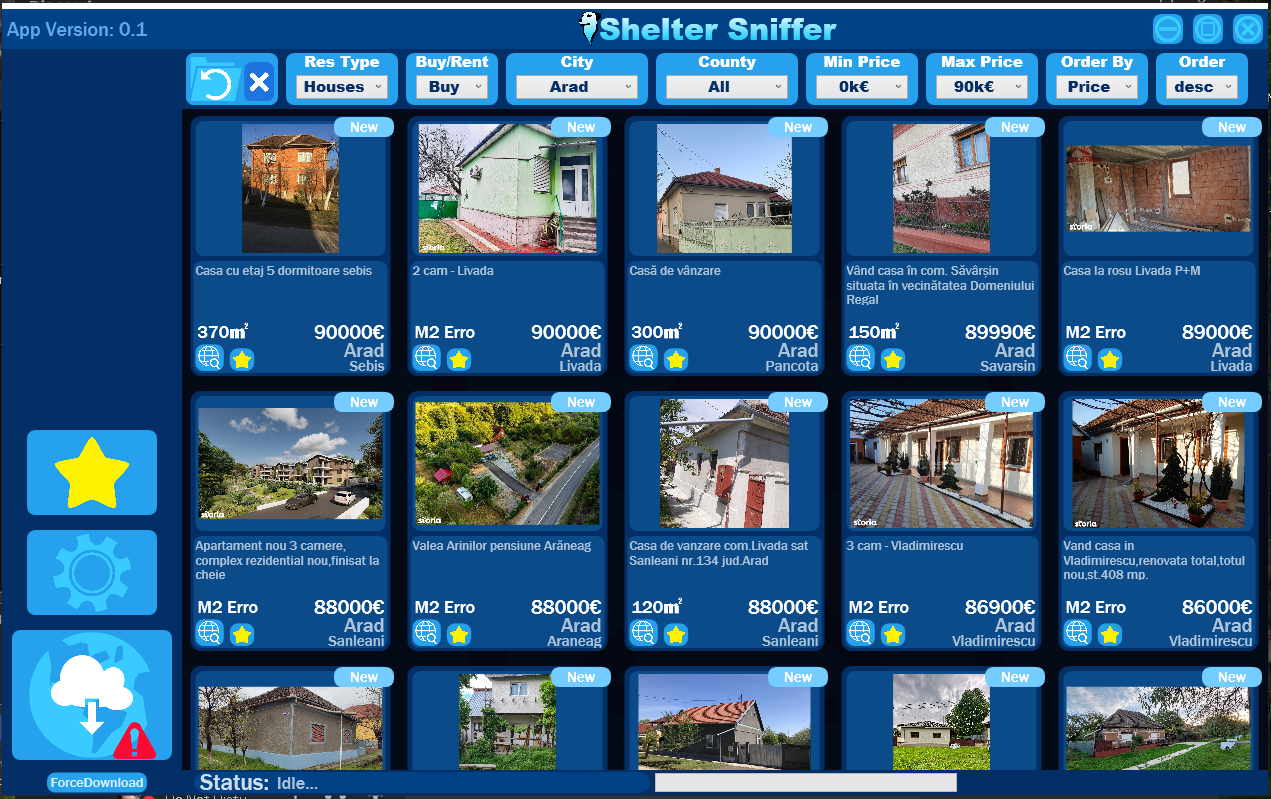 App Version: 0.1
Shelter Sniffer
Res Type
Houses
Buy/Rent
Buy
City
Arad
County
All
Min Price
0k€
Max Price
90k€
Order By
Price
Order
desc
New
New
New
New
New
storia
storia
Casa cu etaj 5 dormitoare sebis
370m²
90000€
Arad
Sebis
2 cam - Livada
M2 Erro
90000€
Arad
Livada
Casă de vânzare
300m²
90000€
Arad
Pancota
Vând casa în com. Săvârșin
situata în vecinătatea Domeniului
Regal
150m²
89990€
Arad
Savarsin
Casa la rosu Livada P+M
M2 Erro
89000€
Arad
Livada
New
New
New
New
New
storia
storia
storia
storia
Apartament nou 3 camere,
complex rezidential nou,finisat la
cheie
M2 Erro
88000€
Arad
Sanleani
Valea Arinilor pensiune Arăneag
M2 Erro
88000€
Arad
Araneag
Casa de vanzare com.Livada sat
Sanleani nr.134 jud.Arad
120m²
88000€
Arad
Sanleani
3 cam - Vladimirescu
M2 Erro
86900€
Arad
Vladimirescu
Vand casa in
Vladimirescu,renovata total,totul
nou,st.408 mp.
M2 Erro
86000€
Arad
Vladimirescu
New
New
New
New
New
ForceDownload
Status: Idle...